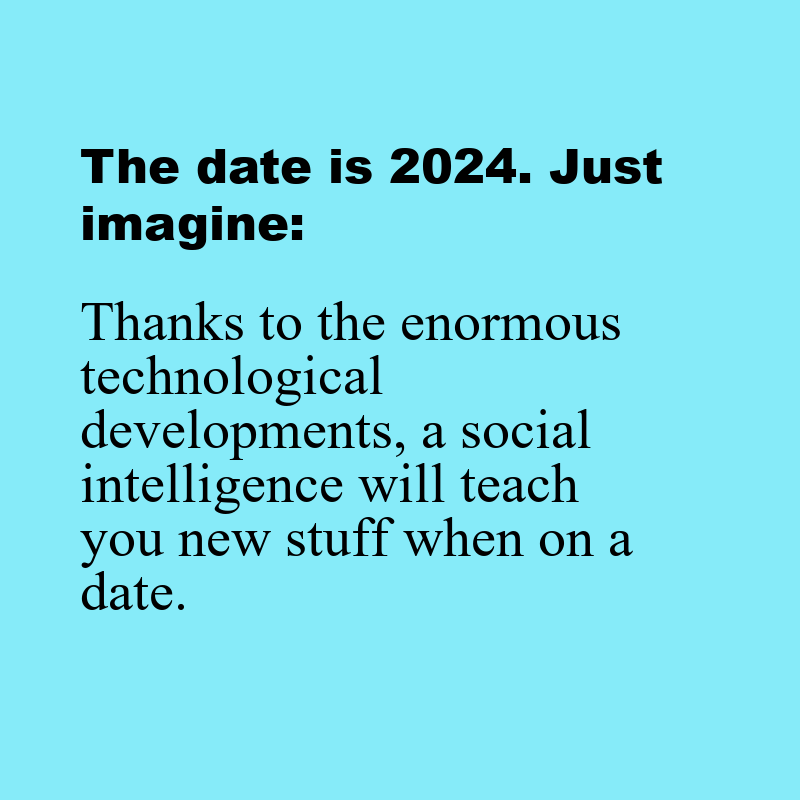 The date is 2024. Just
imagine:
Thanks to the enormous
technological
developments, a social
intelligence will teach
you new stuff when on a
date.